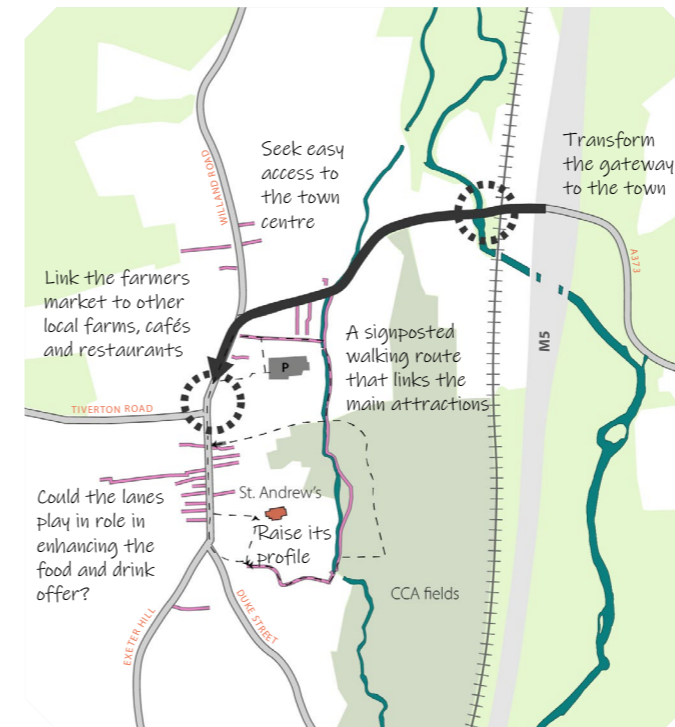 WILLAND ROAD
Seek easy
access to
the town
centre
Transform
the gateway
to the town
A373
Link the farmers
market to other
local farms, cafés
and restaurants
M5
A signposted
walking route
that links the
main attractions
P
TIVERTON ROAD
Could the lanes
play in role in
enhancing the
food and drink
offer?
St. Andrew's
Raise its
profile
CCA fields
EXETER HILL
DUKE STREET